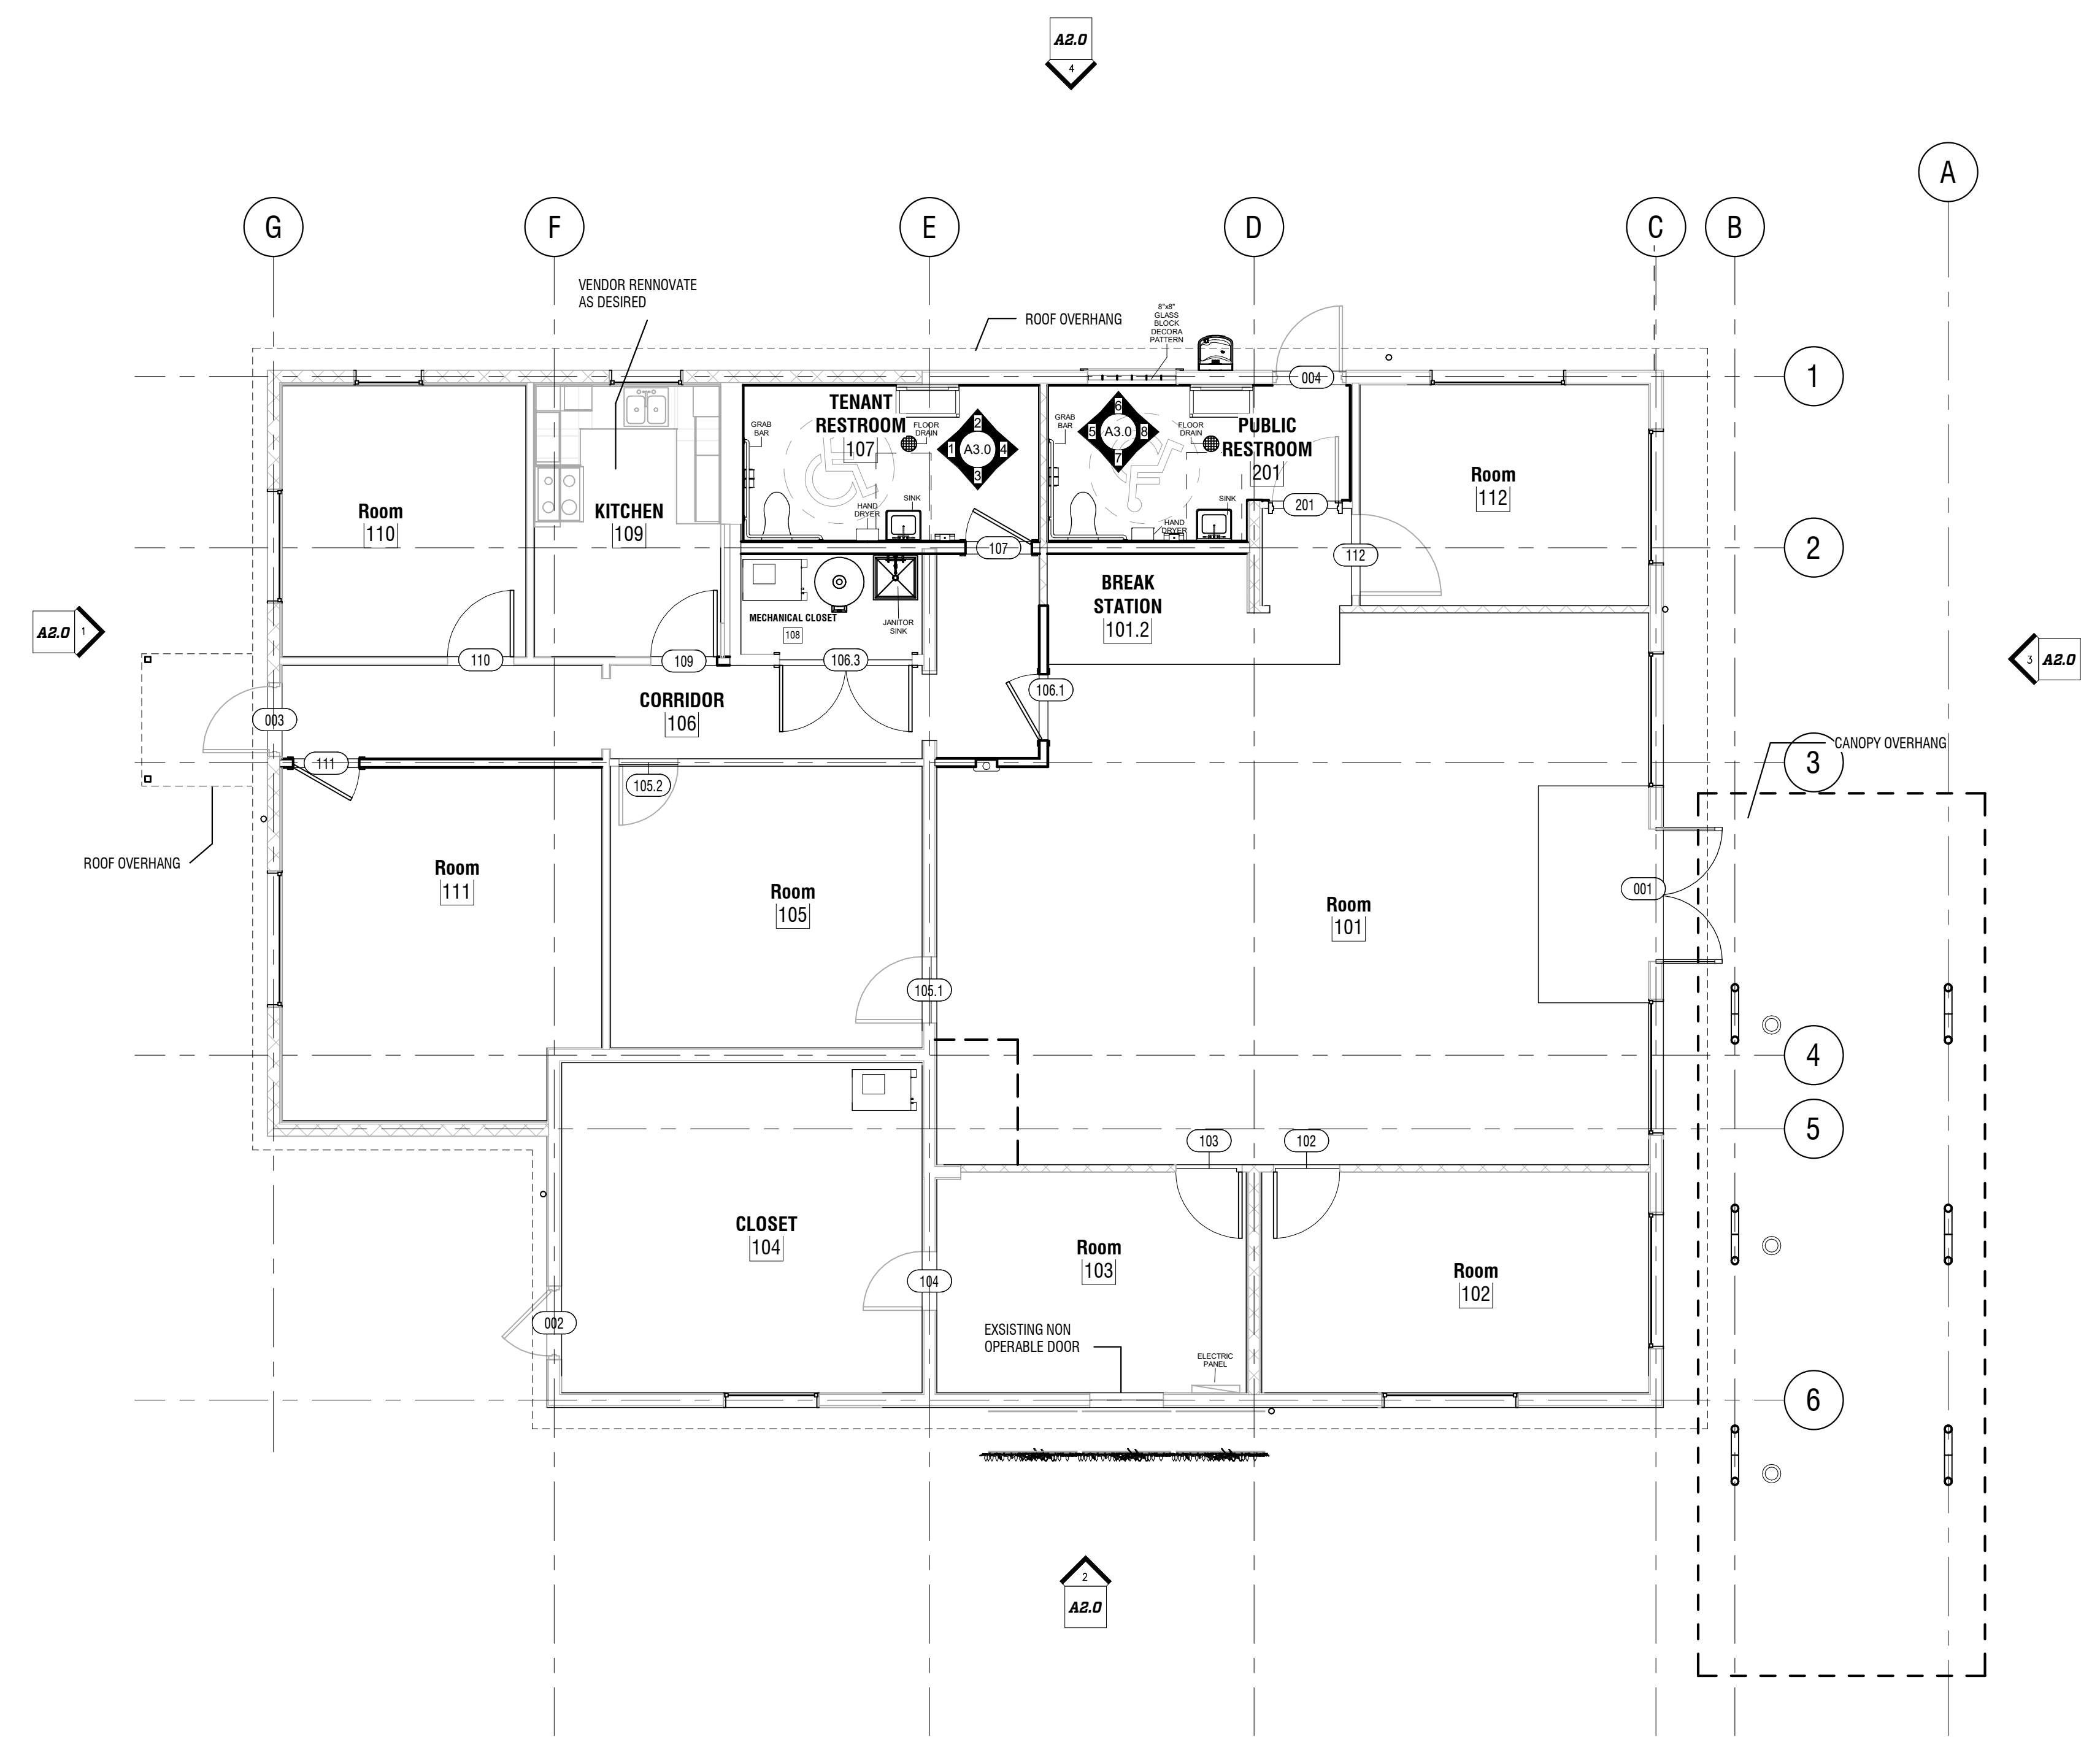 A2.0
4
A
G
F
E
D
C
B
VENDOR RENNOVATE
AS DESIRED
ROOF OVERHANG
8"x8"
GLASS
BLOCK
DECORA
PATTERN
004
1
TENANT
RESTROOM
107
GRAB
BAR
FLOOR
DRAIN
2
1
A3.0
4
3
HAND
DRYER
SINK
GRAB
BAR
6
5
A3.0
8
7
FLOOR
DRAIN
PUBLIC
RESTROOM
201
HAND
DRYER
SINK
201
Room
112
Room
110
KITCHEN
109
107
112
2
BREAK
STATION
101.2
MECHANICAL CLOSET
108
JANITOR
SINK
A2.0
1
3
A2.0
110
109
106.3
106.1
CORRIDOR
106
003
111
105.2
CANOPY OVERHANG
3
ROOF OVERHANG
Room
111
Room
105
Room
101
001
105.1
4
5
103
102
CLOSET
104
104
Room
103
Room
102
002
EXSISTING NON
OPERABLE DOOR
ELECTRIC
PANEL
6
2
A2.0